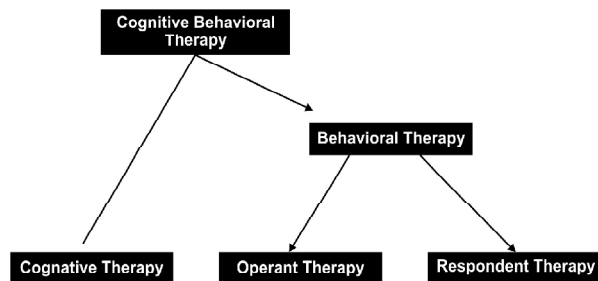 Cognitive Behavioral
Therapy
Behavioral Therapy
Cognative Therapy
Operant Therapy
Respondent Therapy